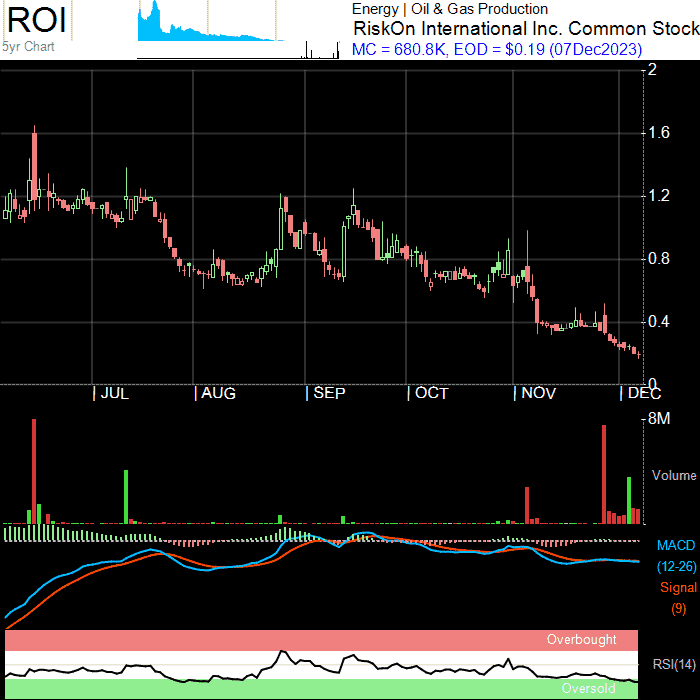 ROI
5yr Chart
Energy | Oil & Gas Production
RiskOn International Inc. Common Stock
MC = 680.8K, EOD = $0.19 (07Dec2023)
2
1.6
1.2
0.8
0.4
0
JUL
AUG
SEP
OCT
NOV
DEC
8M
Volume
MACD
(12-26)
Signal
(9)
Overbought
RSI(14)
Oversold